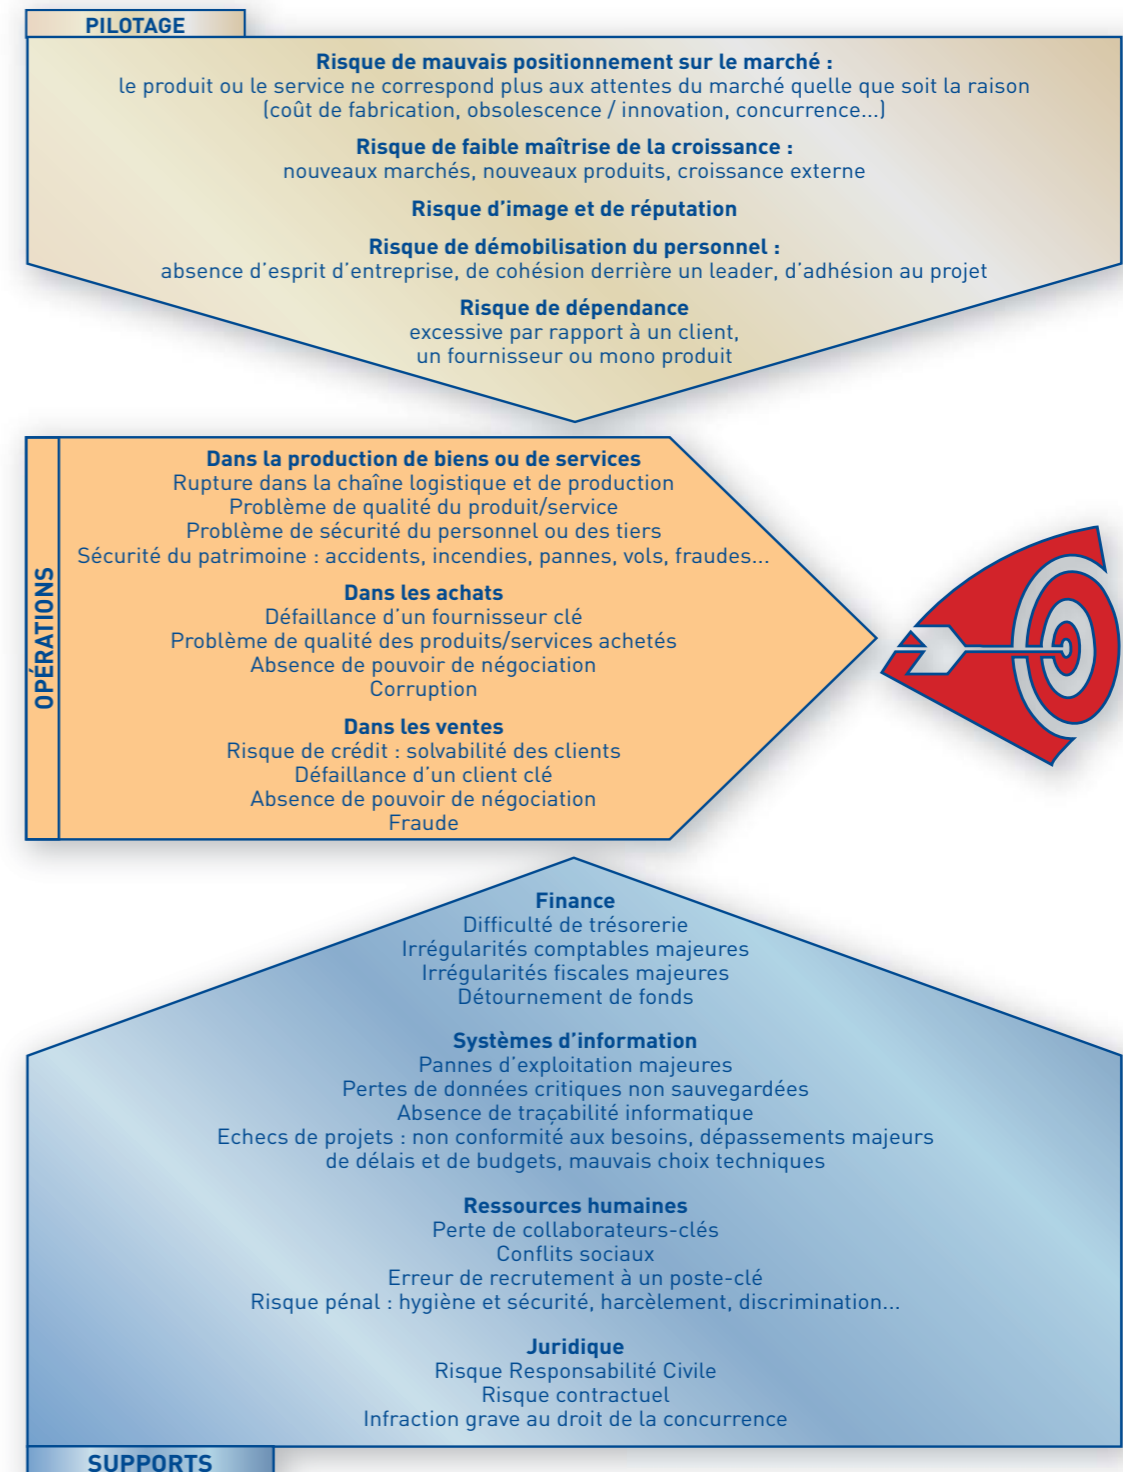 PILOTAGE
Risque de mauvais positionnement sur le marché :
le produit ou le service ne correspond plus aux attentes du marché quelle que soit la raison
(coût de fabrication, obsolescence / innovation, concurrence...)
Risque de faible maîtrise de la croissance :
nouveaux marchés, nouveaux produits, croissance externe
Risque d'image et de réputation
Risque de démobilisation du personnel :
absence d'esprit d'entreprise, de cohésion derrière un leader, d'adhésion au projet
Risque de dépendance
excessive par rapport à un client,
un fournisseur ou mono produit
OPÉRATIONS
Dans la production de biens ou de services
Rupture dans la chaîne logistique et de production
Problème de qualité du produit/service
Problème de sécurité du personnel ou des tiers
Sécurité du patrimoine : accidents, incendies, pannes, vols, fraudes...
Dans les achats
Défaillance d'un fournisseur clé
Problème de qualité des produits/services achetés
Absence de pouvoir de négociation
Corruption
Dans les ventes
Risque de crédit : solvabilité des clients
Défaillance d'un client clé
Absence de pouvoir de négociation
Fraude
Finance
Difficulté de trésorerie
Irrégularités comptables majeures
Irrégularités fiscales majeures
Détournement de fonds
Systèmes d'information
Pannes d'exploitation majeures
Pertes de données critiques non sauvegardées
Absence de traçabilité informatique
Echecs de projets : non conformité aux besoins, dépassements majeurs
de délais et de budgets, mauvais choix techniques
Ressources humaines
Perte de collaborateurs-clés
Conflits sociaux
Erreur de recrutement à un poste-clé
Risque pénal : hygiène et sécurité, harcèlement, discrimination...
Juridique
Risque Responsabilité Civile
Risque contractuel
Infraction grave au droit de la concurrence
SUPPORTS